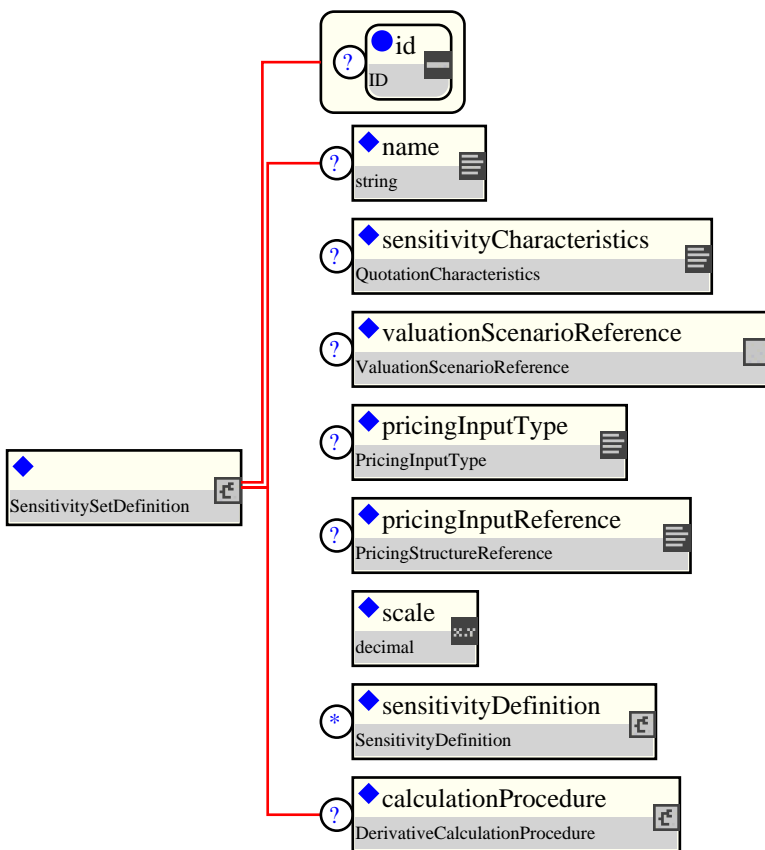 ? id
ID
? name
string
? sensitivityCharacteristics
QuotationCharacteristics
? valuationScenarioReference
ValuationScenarioReference
? pricingInputType
PricingInputType
SensitivitySetDefinition
? pricingInputReference
PricingStructureReference
scale
x.y
decimal
* sensitivityDefinition
SensitivityDefinition
? calculationProcedure
DerivativeCalculationProcedure